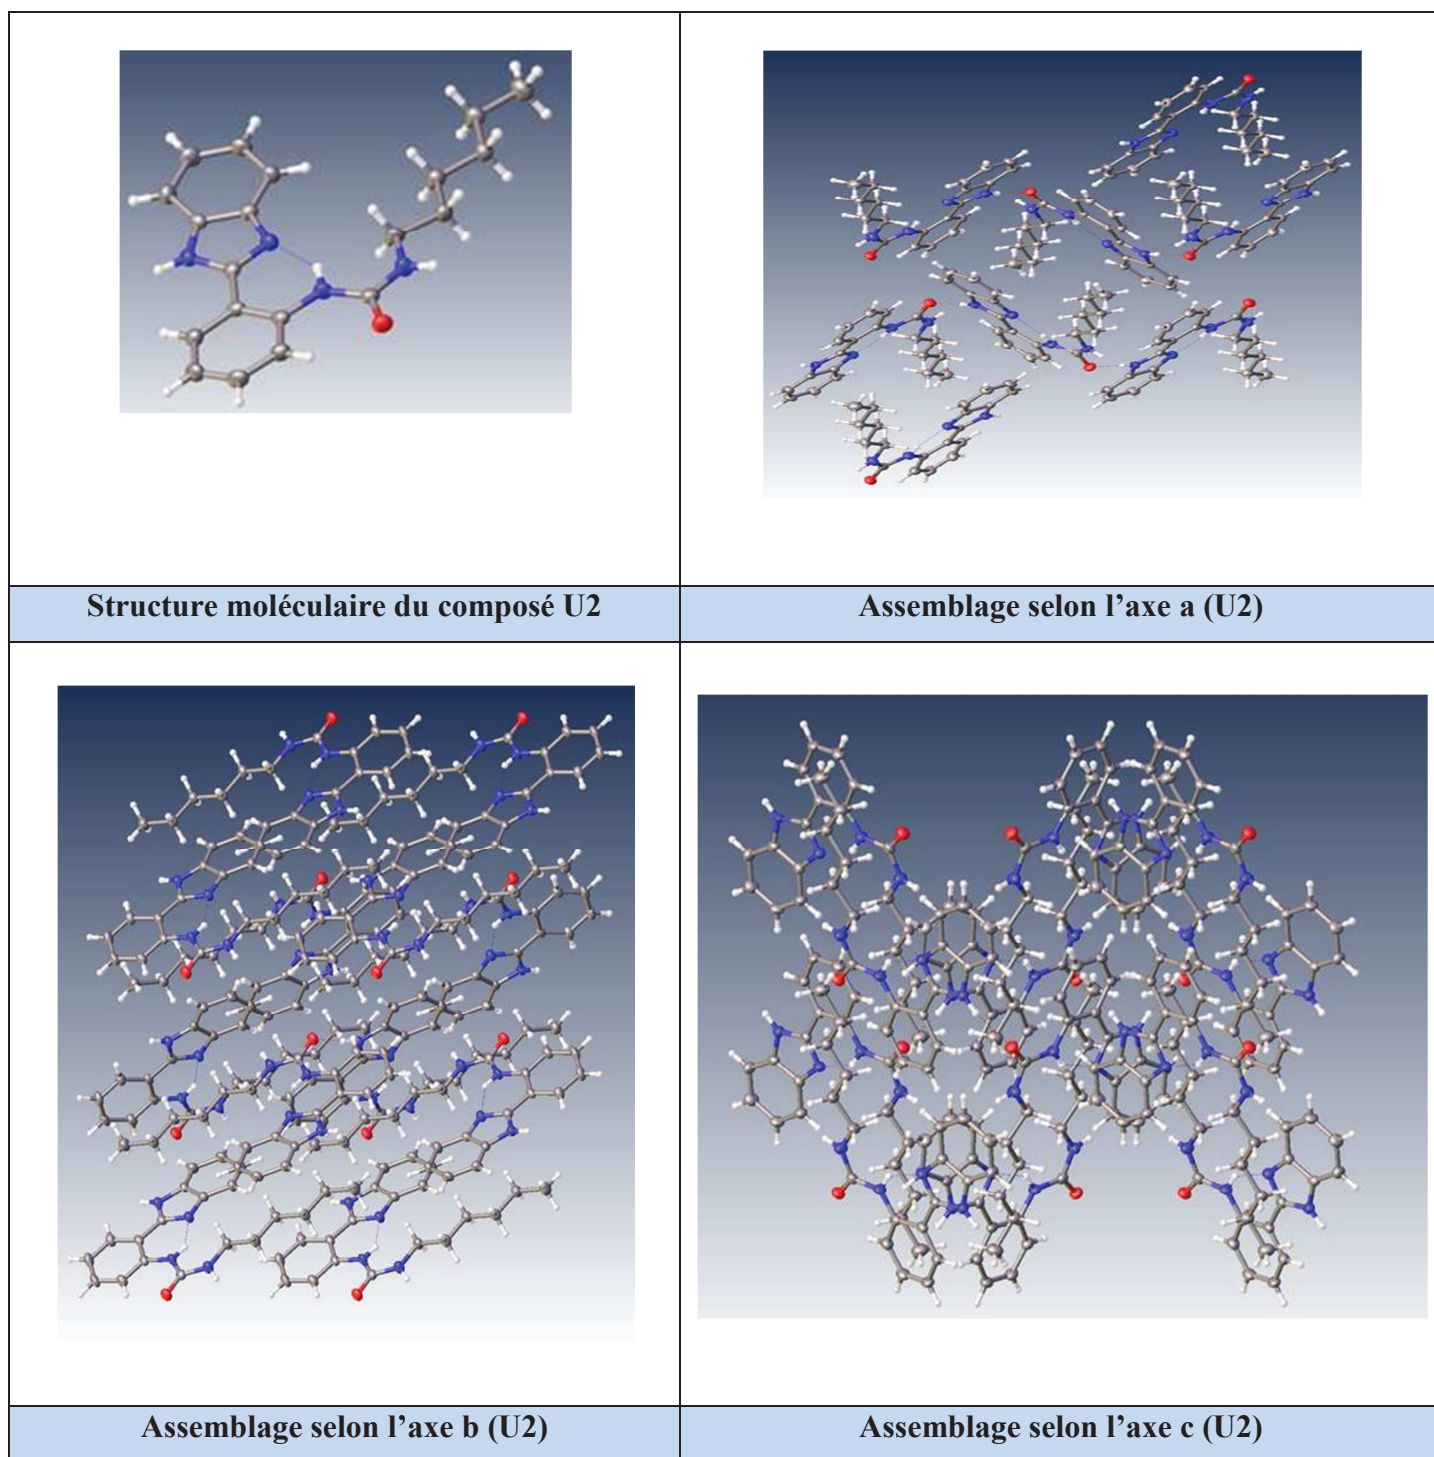 Structure moléculaire du composé U2
Assemblage selon l’axe a (U2)
Assemblage selon l’axe b (U2)
Assemblage selon l’axe c (U2)